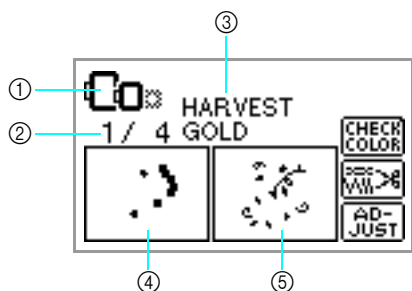 ③
①
HARVEST
② 1/ 4 GOLD
CHECK
COLOR
AD-
JUST
④ ⑤